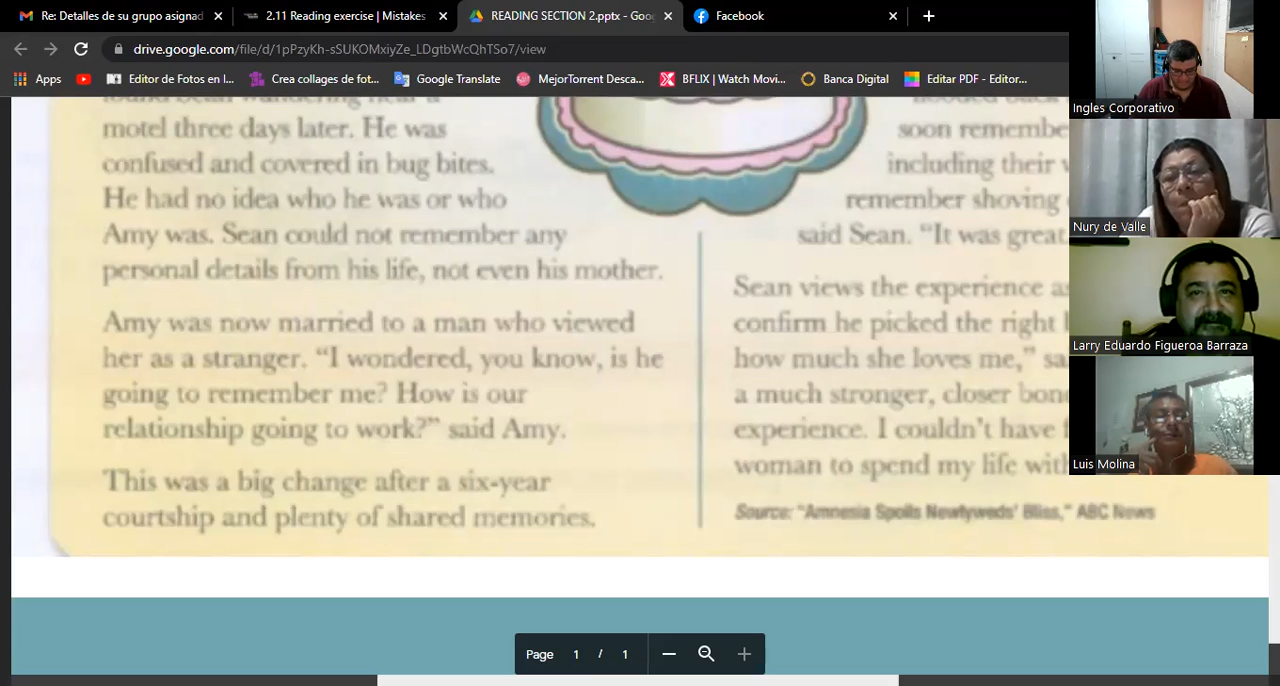 Re: Detalles de su grupo asignad
2.11 Reading exercise | Mistakes
READING SECTION 2.pptx - Goo
Facebook
drive.google.com/file/d/1pPzyKh-sSUKOMxiyZe_LDgtbWcQhTSo7/view
Apps
Editor de Fotos en l...
Crea collages de fot...
Google Translate
MejorTorrent Desca...
BFLIX | Watch Movi...
Banca Digital
Editar PDF - Editor...
found Sean wandering near a
motel three days later. He was
confused and covered in bug bites.
He had no idea who he was or who
Amy was. Sean could not remember any
personal details from his life, not even his mother.
Amy was now married to a man who viewed
her as a stranger. “I wondered, you know, is he
going to remember me? How is our
relationship going to work?” said Amy.
This was a big change after a six-year
courtship and plenty of shared memories.
flooded back
soon remembe
including their
remember shoving
said Sean. “It was great.
Sean views the experience as
confirm he picked the right
how much she loves me,” sa
a much stronger, closer bon
experience. I couldn’t have
woman to spend my life wit
Source: “Amnesia Spoils Newlyweds’ Bliss,” ABC News
Page 1 / 1
Ingles Corporativo
Nury de Valle
Larry Eduardo Figueroa Barraza
Luis Molina